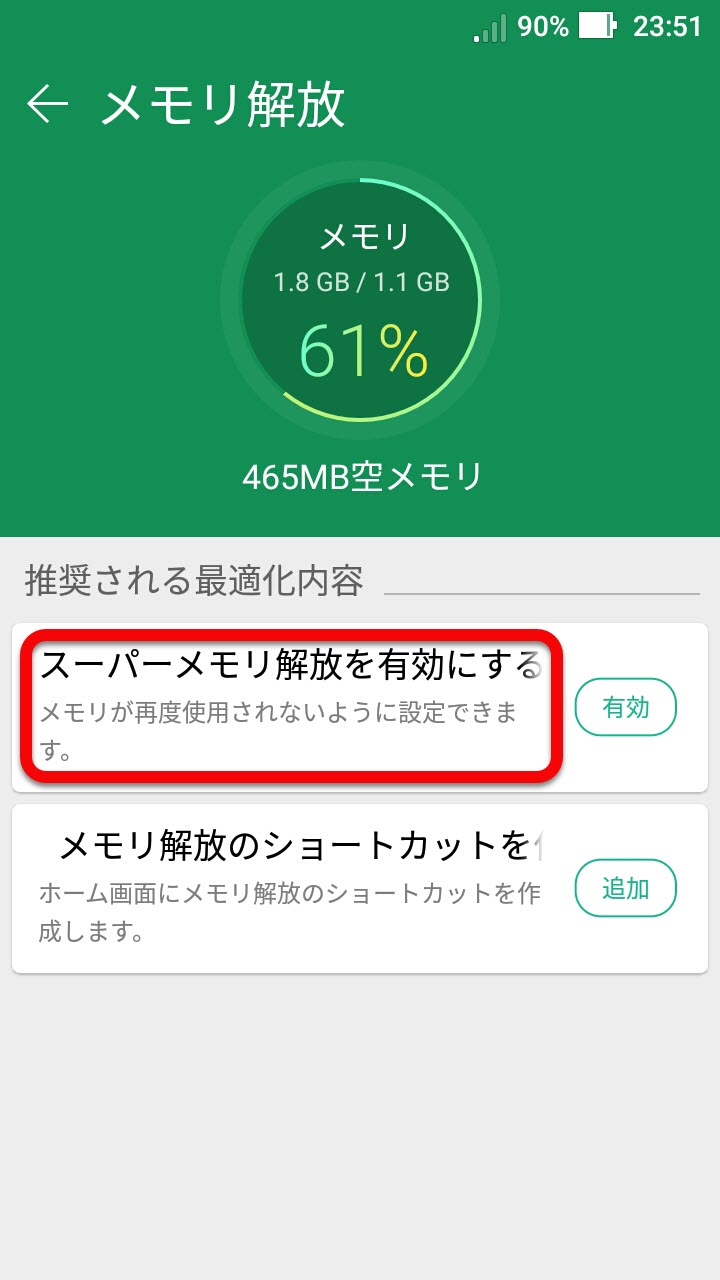 90% 23:51
メモリ解放
メモリ
1.8 GB / 1.1 GB
61%
465MB空メモリ
推奨される最適化内容
スーパーメモリ解放を有効にする
メモリが再度使用されないように設定できま
す。
有効
メモリ解放のショートカットを
ホーム画面にメモリ解放のショートカットを作
成します。
追加